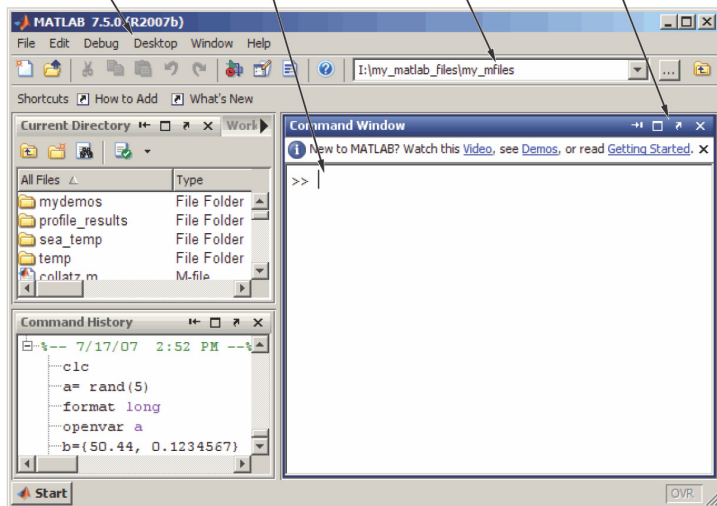 MATLAB 7.5.0 (R2007b)
File Edit Debug Desktop Window Help
I:\my_matlab_files\my_mfiles
...
Shortcuts How to Add What's New
Current Directory
Work
All Files Type
mydemos File Folder
profile_results File Folder
sea_temp File Folder
temp File Folder
collatz.m M-file
Command History
%-- 7/17/07 2:52 PM --%
clc
a= rand(5)
format long
openvar a
b={50.44, 0.1234567}
Command Window
New to MATLAB? Watch this Video, see Demos, or read Getting Started.
>>
Start
OVR